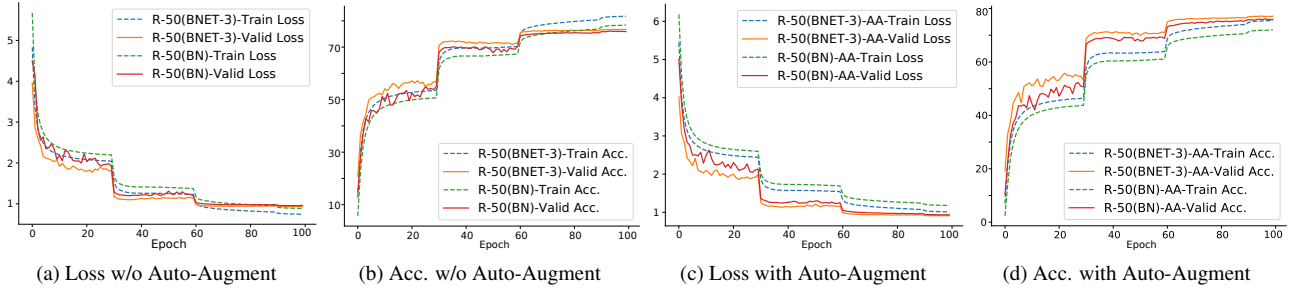 5
4
3
2
1
0
20
40
60
80
100
Epoch
R-50(BNET-3)-Train Loss
R-50(BNET-3)-Valid Loss
R-50(BN)-Train Loss
R-50(BN)-Valid Loss
(a) Loss w/o Auto-Augment
70
50
30
10
0
20
40
60
80
100
Epoch
R-50(BNET-3)-Train Acc.
R-50(BNET-3)-Valid Acc.
R-50(BN)-Train Acc.
R-50(BN)-Valid Acc.
(b) Acc. w/o Auto-Augment
6
5
4
3
2
1
0
20
40
60
80
100
Epoch
R-50(BNET-3)-AA-Train Loss
R-50(BNET-3)-AA-Valid Loss
R-50(BN)-AA-Train Loss
R-50(BN)-AA-Valid Loss
(c) Loss with Auto-Augment
80
70
60
50
40
30
20
10
0
0
20
40
60
80
100
Epoch
R-50(BNET-3)-AA-Train Acc.
R-50(BNET-3)-AA-Valid Acc.
R-50(BN)-AA-Train Acc.
R-50(BN)-AA-Valid Acc.
(d) Acc. with Auto-Augment